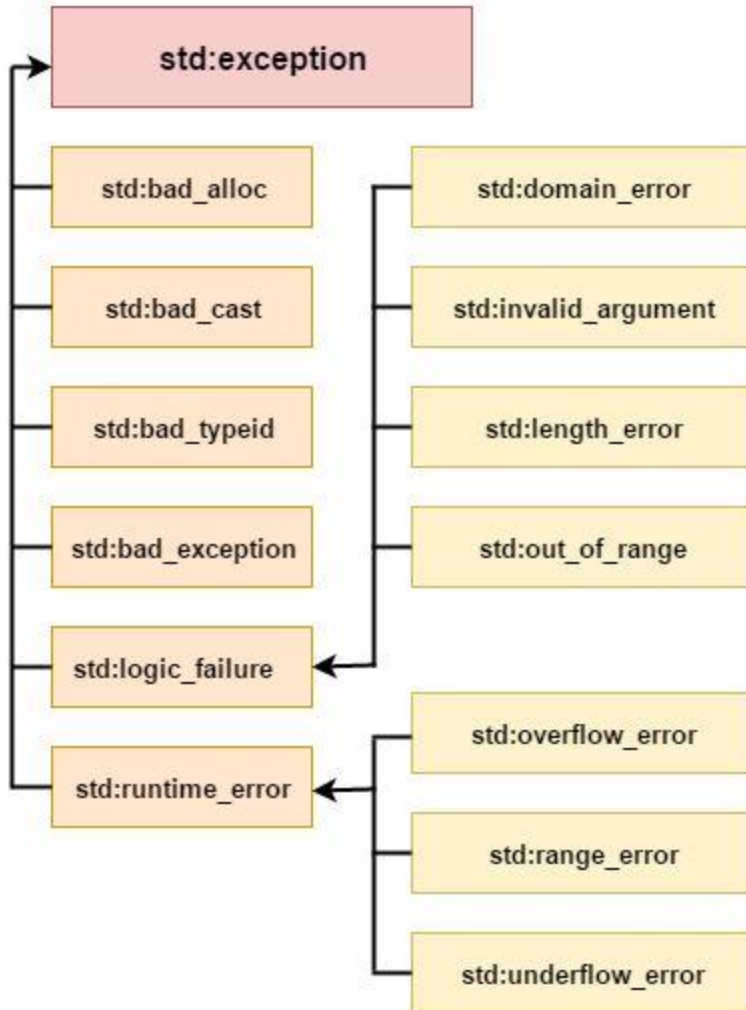 std:exception
std:bad_alloc
std:domain_error
std:bad_cast
std:invalid_argument
std:bad_typeid
std:length_error
std:bad_exception
std:out_of_range
std:logic_failure
std:overflow_error
std:runtime_error
std:range_error
std:underflow_error